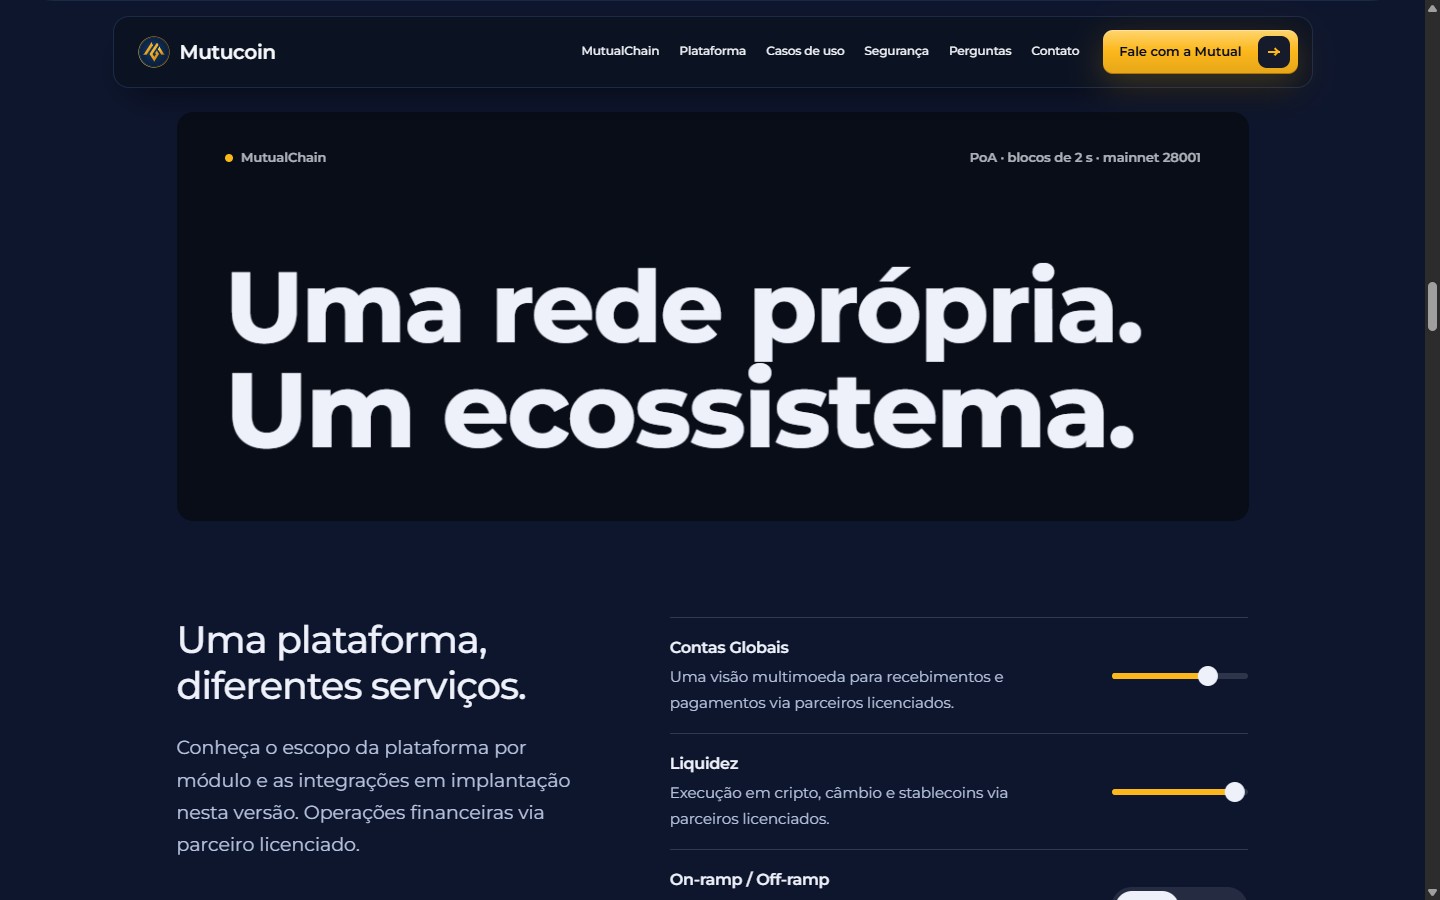 Mutucoin
MutualChain
Plataforma
Casos de uso
Segurança
Perguntas
Contato
Fale com a Mutual
MutualChain
PoA · blocos de 2 s · mainnet 28001
Uma rede própria.
Um ecossistema.
Uma plataforma,
diferentes serviços.
Conheça o escopo da plataforma por
módulo e as integrações em implantação
nesta versão. Operações financeiras via
parceiro licenciado.
Contas Globais
Uma visão multimoeda para recebimentos e
pagamentos via parceiros licenciados.
Liquidez
Execução em cripto, câmbio e stablecoins via
parceiros licenciados.
On-ramp / Off-ramp